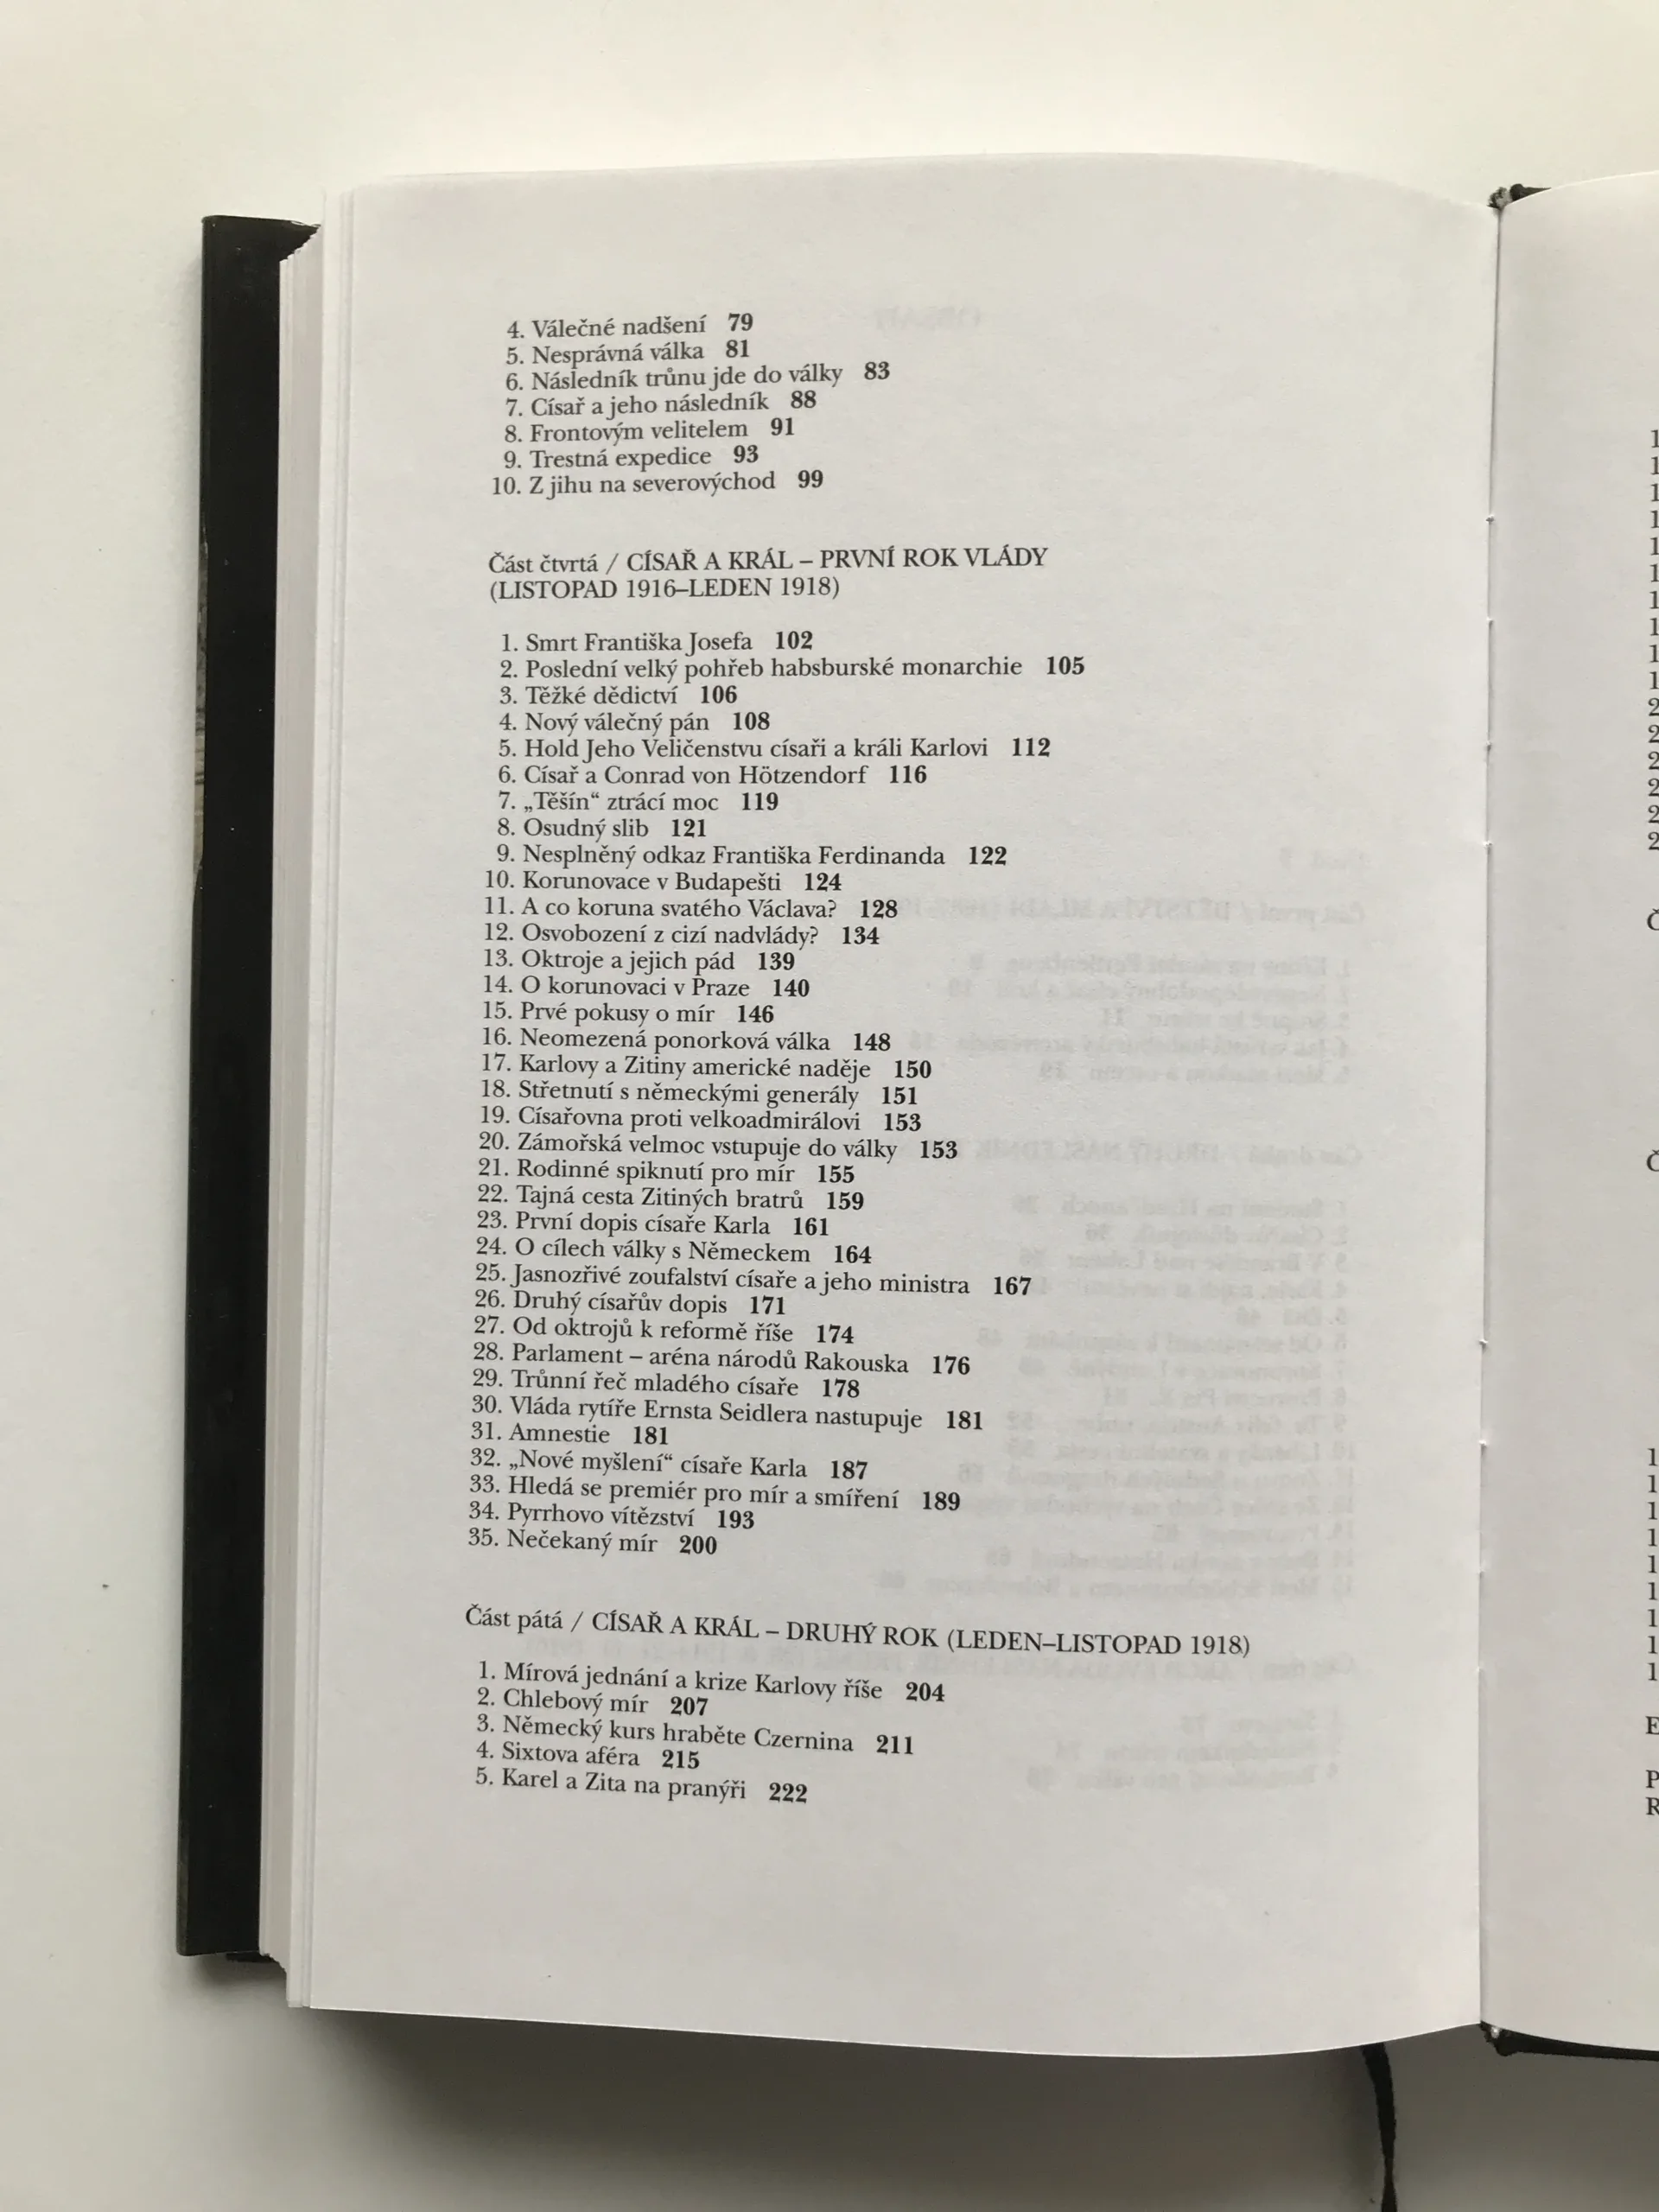 4. Válečné nadšení 79
5. Nesprávná válka 81
6. Následník trůnu jde do války 83
7. Císař a jeho následník 88
8. Frontovým velitelem 91
9. Trestná expedice 93
10. Z jihu na severovýchod 99
Část čtvrtá / CÍSAŘ A KRÁL – PRVNÍ ROK VLÁDY
(LISTOPAD 1916–LEDEN 1918)
1. Smrt Františka Josefa 102
2. Poslední velký pohřeb habsburské monarchie 105
3. Těžké dědictví 106
4. Nový válečný pán 108
5. Hold Jeho Veličenstvu císaři a králi Karlovi 112
6. Císař a Conrad von Hötzendorf 116
7. „Těšín“ ztrácí moc 119
8. Osudný slib 121
9. Nesplněný odkaz Františka Ferdinanda 122
10. Korunovace v Budapešti 124
11. A co koruna svatého Václava? 128
12. Osvobození z cizí nadvlády? 134
13. Oktroje a jejich pád 139
14. O korunovaci v Praze 140
15. Prvé pokusy o mír 146
16. Neomezená ponorková válka 148
17. Karlovy a Zitiny americké naděje 150
18. Střetnutí s německými generály 151
19. Císařovna proti velkoadmirálovi 153
20. Zámořská velmoc vstupuje do války 153
21. Rodinné spiknutí pro mír 155
22. Tajná cesta Zitiných bratrů 159
23. První dopis císaře Karla 161
24. O cílech války s Německem 164
25. Jasnozřivé zoufalství císaře a jeho ministra 167
26. Druhý císařův dopis 171
27. Od oktrojů k reformě říše 174
28. Parlament – aréna národů Rakouska 176
29. Trůnní řeč mladého císaře 178
30. Vláda rytíře Ernsta Seidlera nastupuje 181
31. Amnestie 181
32. „Nové myšlení“ císaře Karla 187
33. Hledá se premiér pro mír a smíření 189
34. Pyrrhovo vítězství 193
35. Nečekaný mír 200
Část pátá / CÍSAŘ A KRÁL – DRUHÝ ROK (LEDEN–LISTOPAD 1918)
1. Mírová jednání a krize Karlovy říše 204
2. Chlebový mír 207
3. Německý kurs hraběte Czernina 211
4. Sixtova aféra 215
5. Karel a Zita na pranýři 222